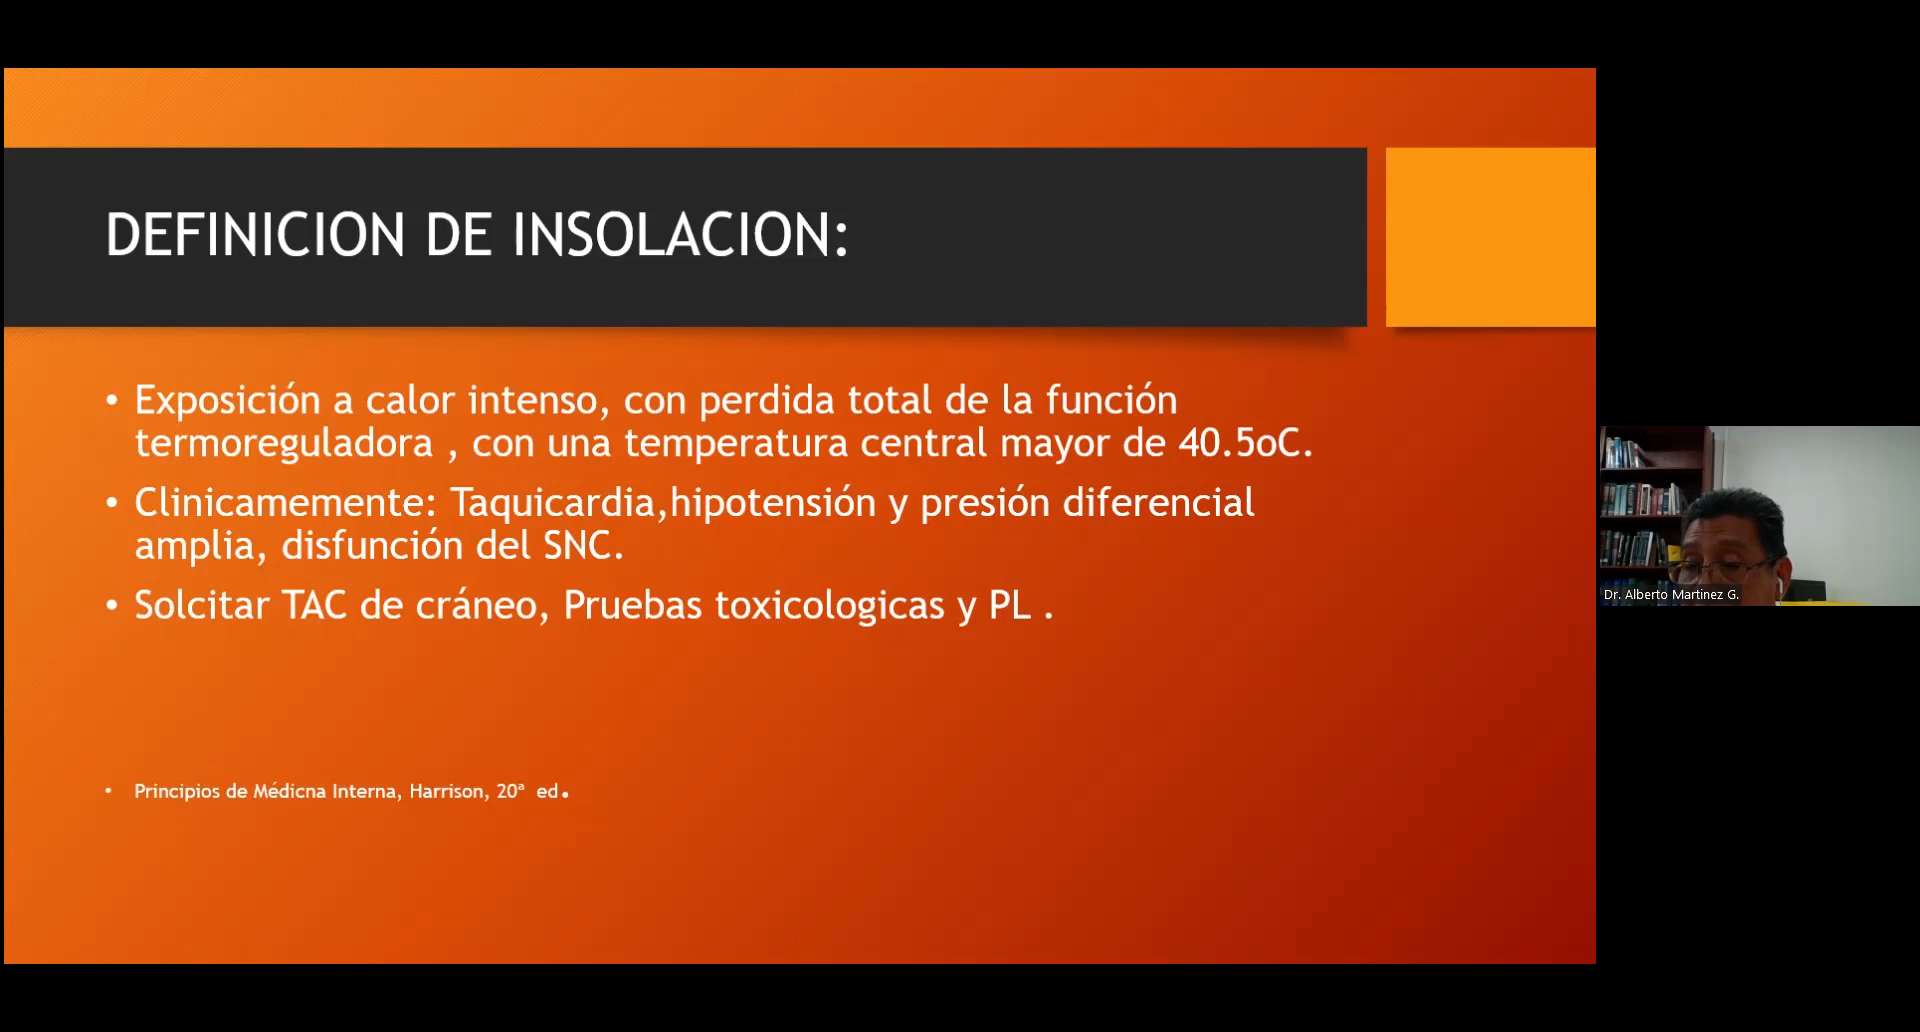 DEFINICION DE INSOLACION:
• Exposición a calor intenso, con perdida total de la función
termoreguladora , con una temperatura central mayor de 40.5oC.
• Clinicamemente: Taquicardia,hipotensión y presión diferencial
amplia, disfunción del SNC.
• Solcitar TAC de cráneo, Pruebas toxicologicas y PL .
• Principios de Médicna Interna, Harrison, 20ª ed.
Dr. Alberto Martinez G.